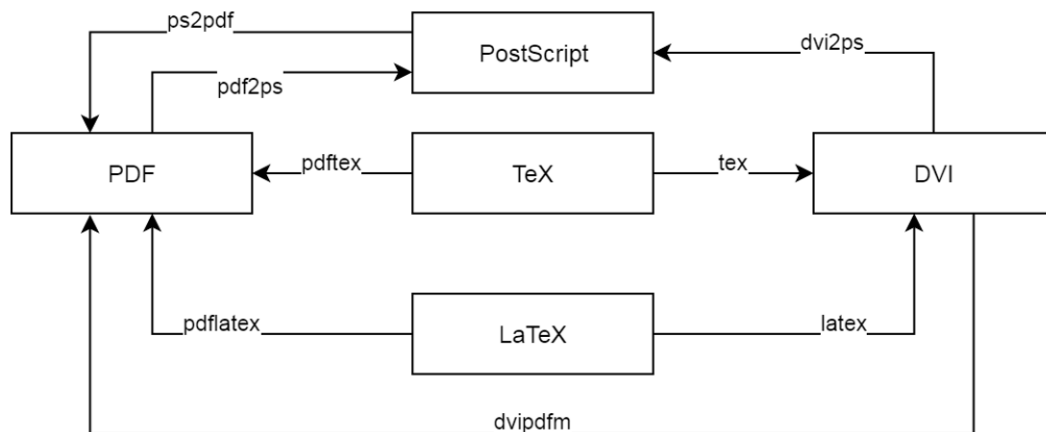 ps2pdf
PostScript
dvi2ps
pdf2ps
PDF
pdftex
TeX
tex
DVI
pdflatex
LaTeX
latex
dvipdfm